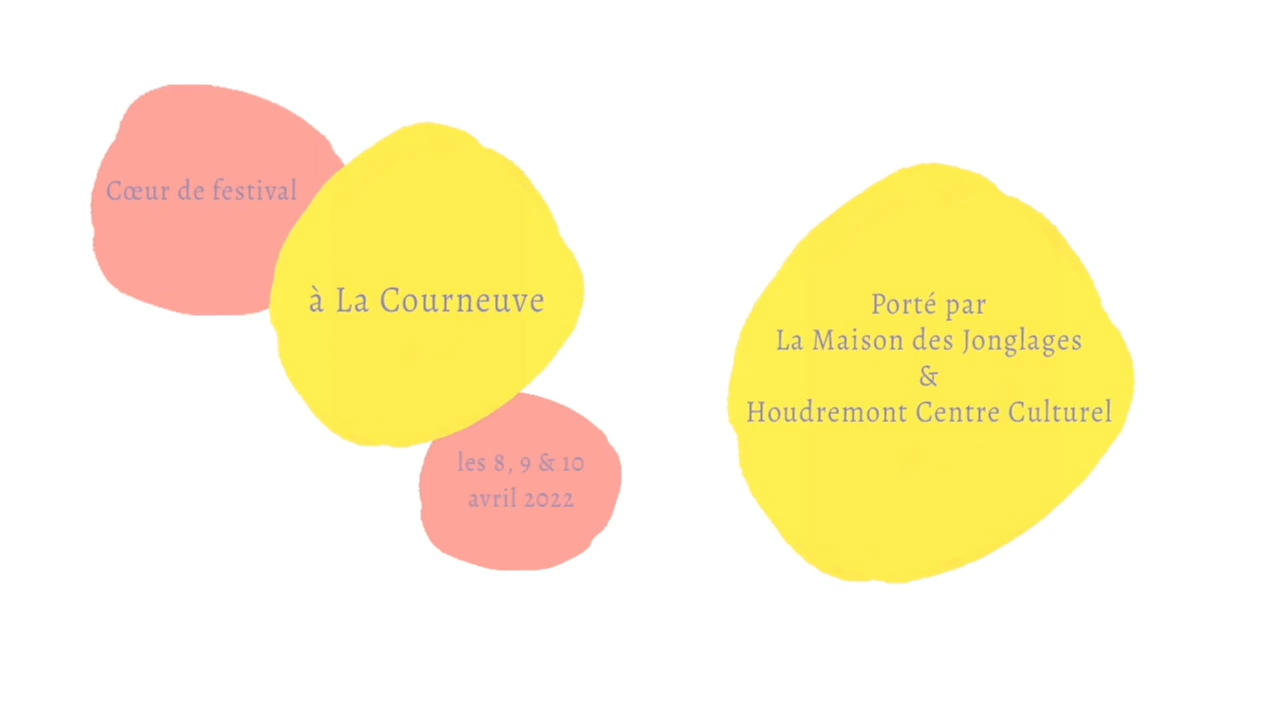 Cœur de festival
à La Courneuve
les 8, 9 & 10
avril 2022
Porté par
La Maison des Jonglages
&
Houdremont Centre Culturel